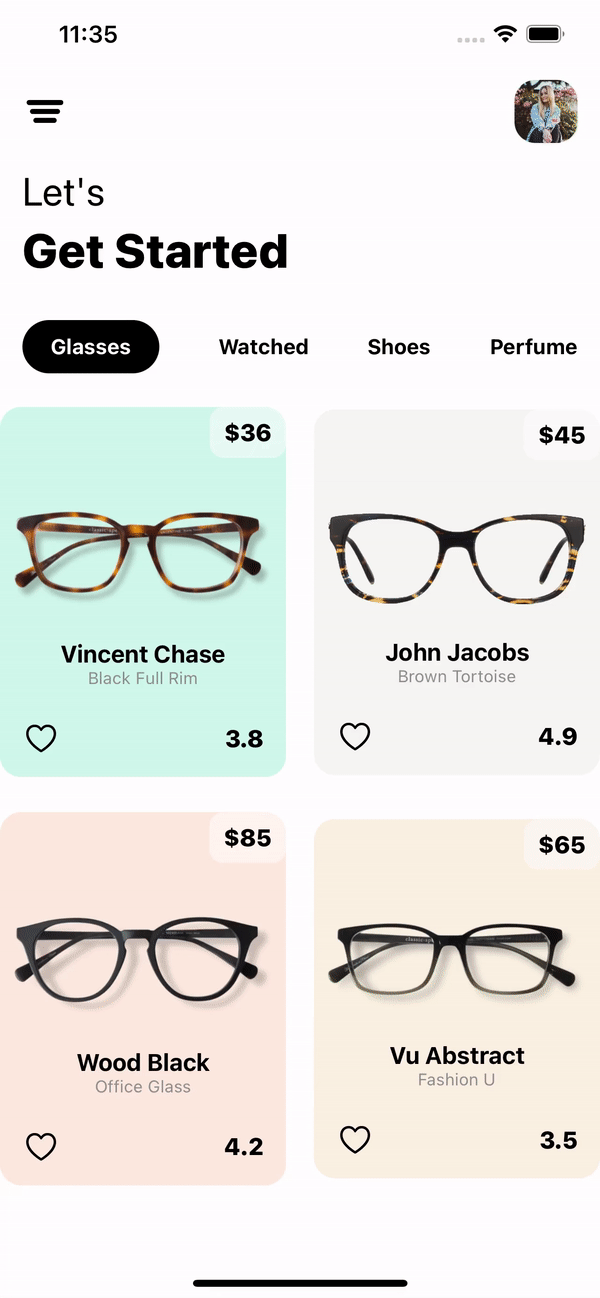 11:35
Let's
Get Started
Glasses Watched Shoes Perfume
$36
Vincent Chase
Black Full Rim
3.8
$45
John Jacobs
Brown Tortoise
4.9
$85
Wood Black
Office Glass
4.2
$65
Vu Abstract
Fashion U
3.5